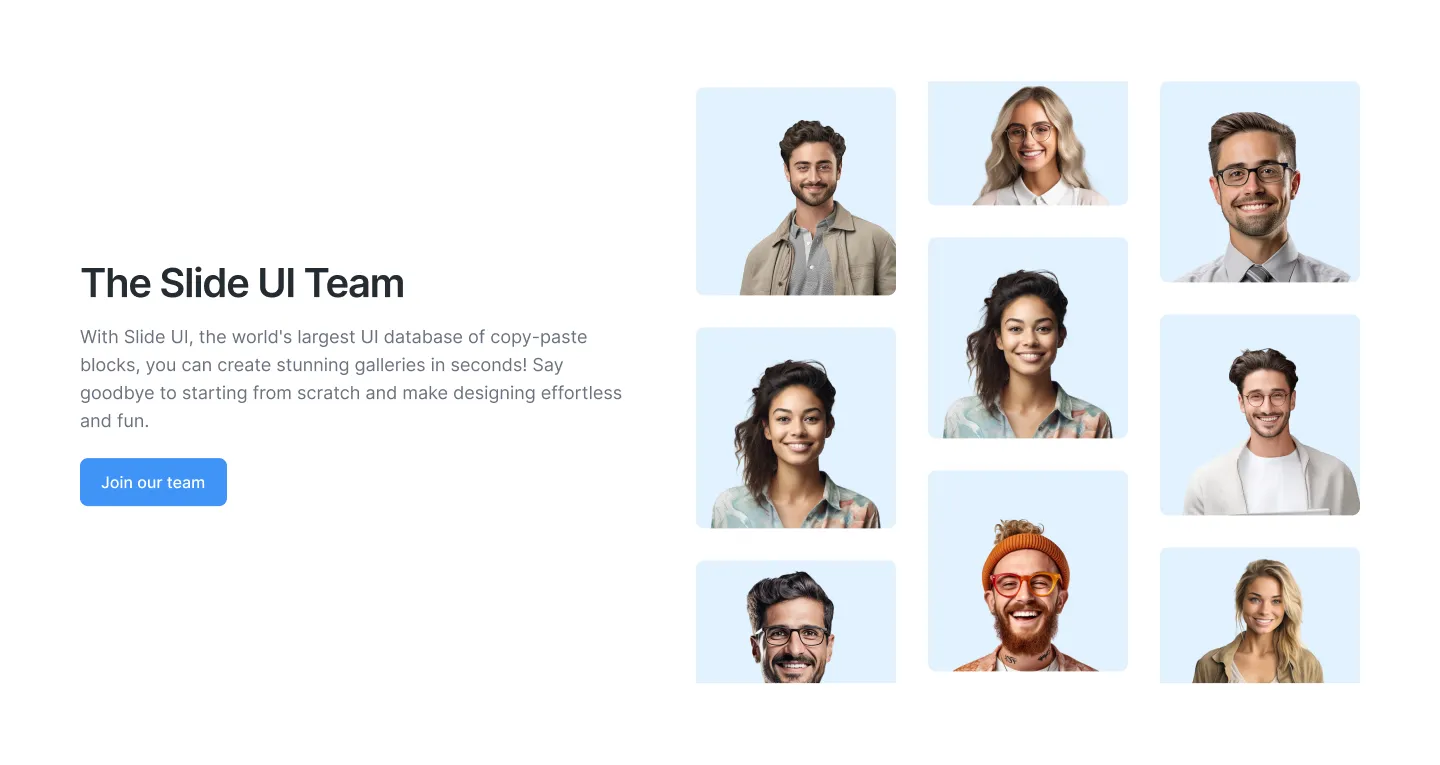 The Slide UI Team
With Slide UI, the world's largest UI database of copy-paste
blocks, you can create stunning galleries in seconds! Say
goodbye to starting from scratch and make designing effortless
and fun.
Join our team